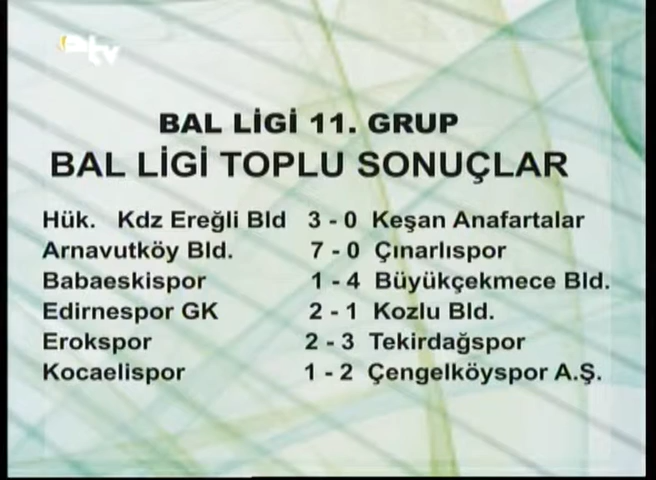 etv
BAL LİGİ 11. GRUP
BAL LİGİ TOPLU SONUÇLAR
Hük. Kdz Ereğli Bld 3 - 0 Keşan Anafartalar
Arnavutköy Bld. 7 - 0 Çınarlıspor
Babaeskispor 1 - 4 Büyükçekmece Bld.
Edirnespor GK 2 - 1 Kozlu Bld.
Erokspor 2 - 3 Tekirdağspor
Kocaelispor 1 - 2 Çengelköyspor A.Ş.